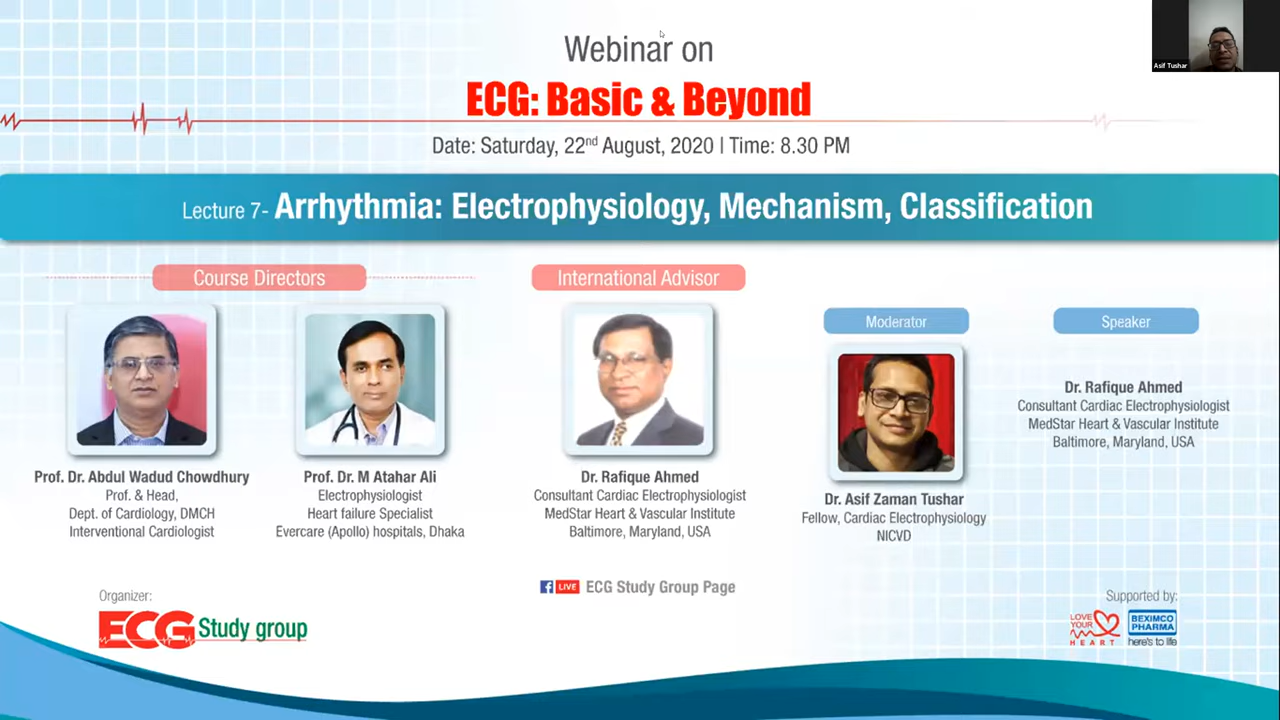 Webinar on
ECG: Basic & Beyond
Date: Saturday, 22nd August, 2020 | Time: 8.30 PM
Asif Tushar
Lecture 7- Arrhythmia: Electrophysiology, Mechanism, Classification
Course Directors
Prof. Dr. Abdul Wadud Chowdhury
Prof. & Head,
Dept. of Cardiology, DMCH
Interventional Cardiologist
Prof. Dr. M Atahar Ali
Electrophysiologist
Heart failure Specialist
Evercare (Apollo) hospitals, Dhaka
International Advisor
Dr. Rafique Ahmed
Consultant Cardiac Electrophysiologist
MedStar Heart & Vascular Institute
Baltimore, Maryland, USA
Moderator
Dr. Asif Zaman Tushar
Fellow, Cardiac Electrophysiology
NICVD
Speaker
Dr. Rafique Ahmed
Consultant Cardiac Electrophysiologist
MedStar Heart & Vascular Institute
Baltimore, Maryland, USA
f LIVE ECG Study Group Page
Organizer:
ECG Study group
Supported by:
LOVE
YOUR
HEART
BEXIMCO
PHARMA
here's to life